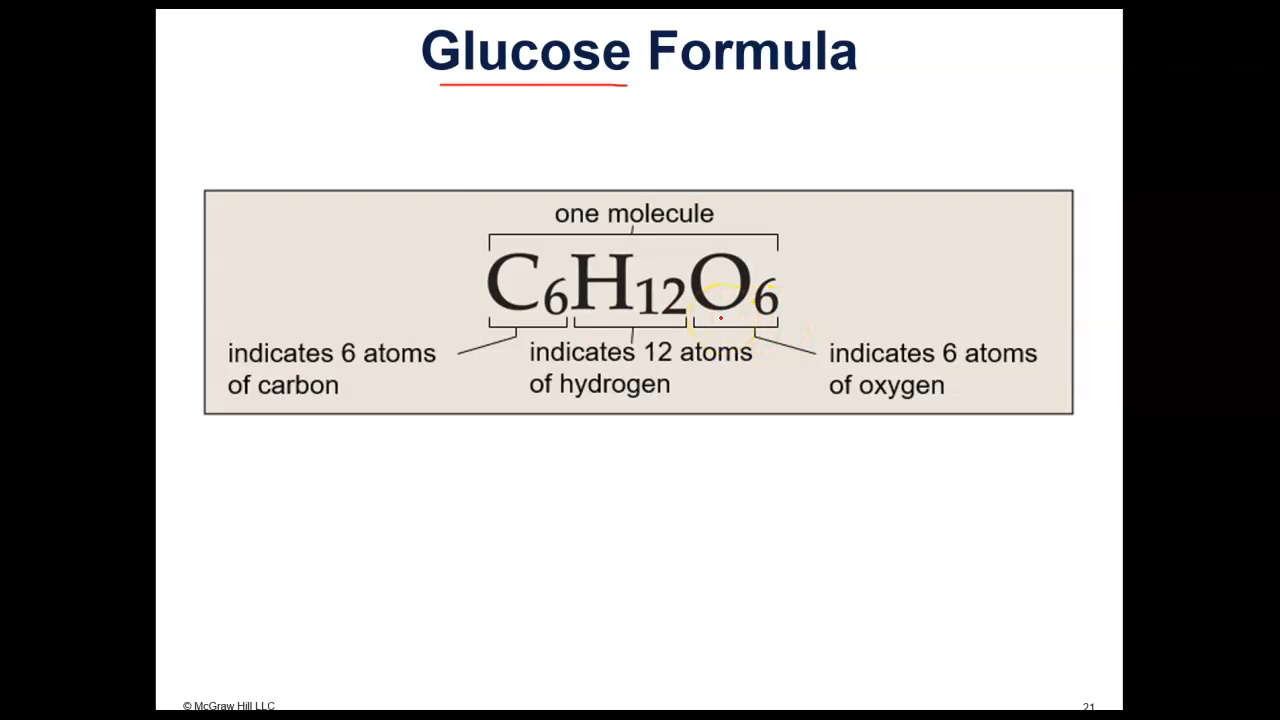 Glucose Formula
one molecule
C₆H₁₂O₆
indicates 6 atoms
of carbon
indicates 12 atoms
of hydrogen
indicates 6 atoms
of oxygen
© McGraw Hill LLC
21